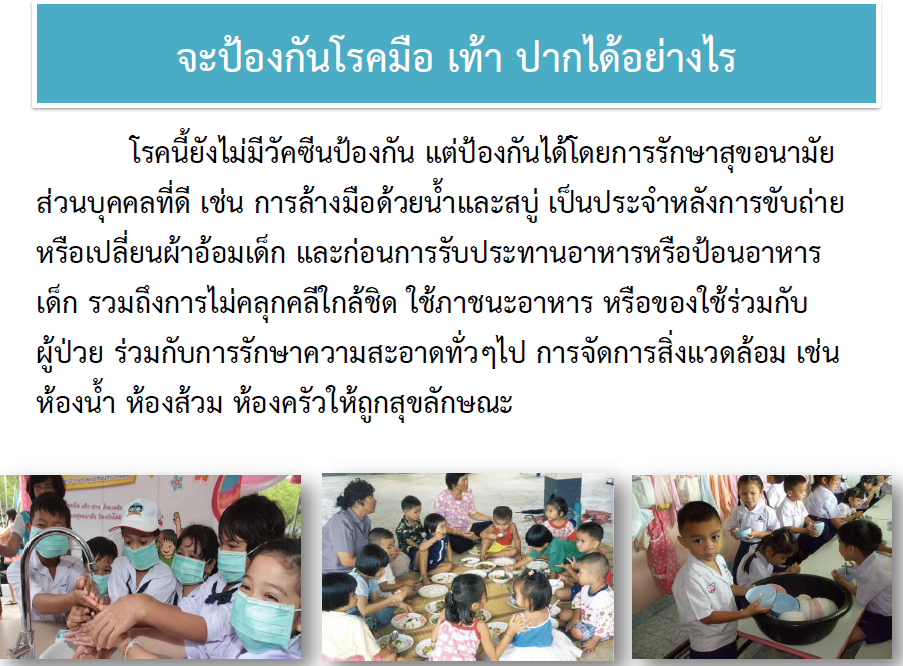 จะป้องกันโรคมือ เท้า ปากได้อย่างไร
โรคนี้ยังไม่มีวัคซีนป้องกัน แต่ป้องกันได้โดยการรักษาสุขอนามัย
ส่วนบุคคลที่ดี เช่น การล้างมือด้วยน้ำและสบู่ เป็นประจำหลังการขับถ่าย
หรือเปลี่ยนผ้าอ้อมเด็ก และก่อนการรับประทานอาหารหรือป้อนอาหาร
เด็ก รวมถึงการไม่คลุกคลีใกล้ชิด ใช้ภาชนะอาหาร หรือของใช้ร่วมกับ
ผู้ป่วย ร่วมกับการรักษาความสะอาดทั่วๆไป การจัดการสิ่งแวดล้อม เช่น
ห้องน้ำ ห้องส้วม ห้องครัวให้ถูกสุขลักษณะ